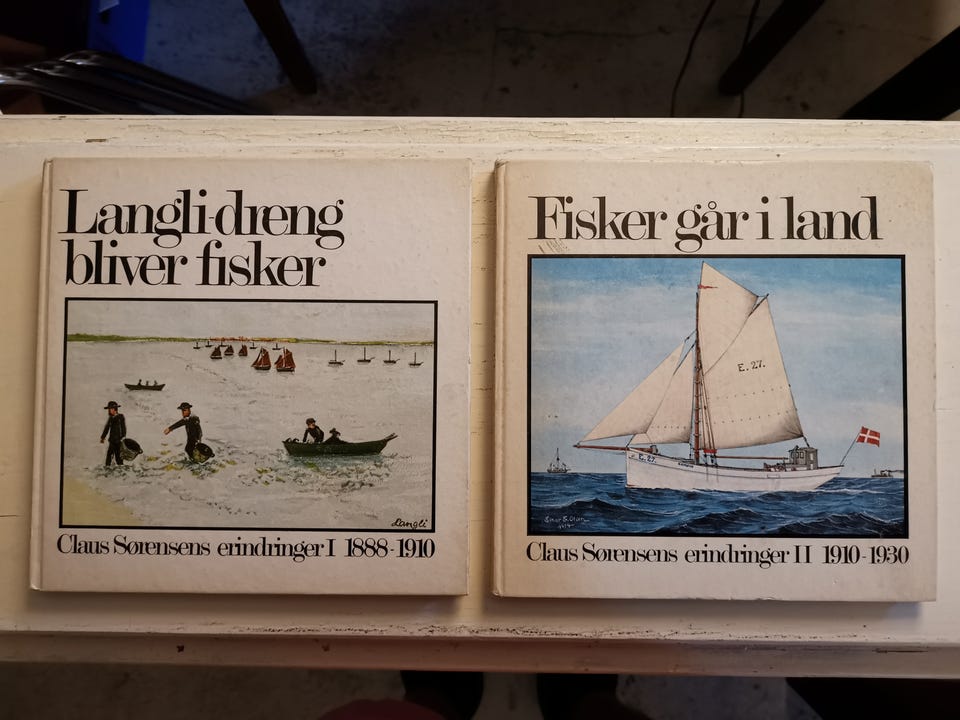 Langli-dreng
bliver fisker
Langli
Claus Sørensens erindringer I 1888-1910
Fisker går i land
E. 27.
E. 27.
Claus Sørensens erindringer II 1910-1930